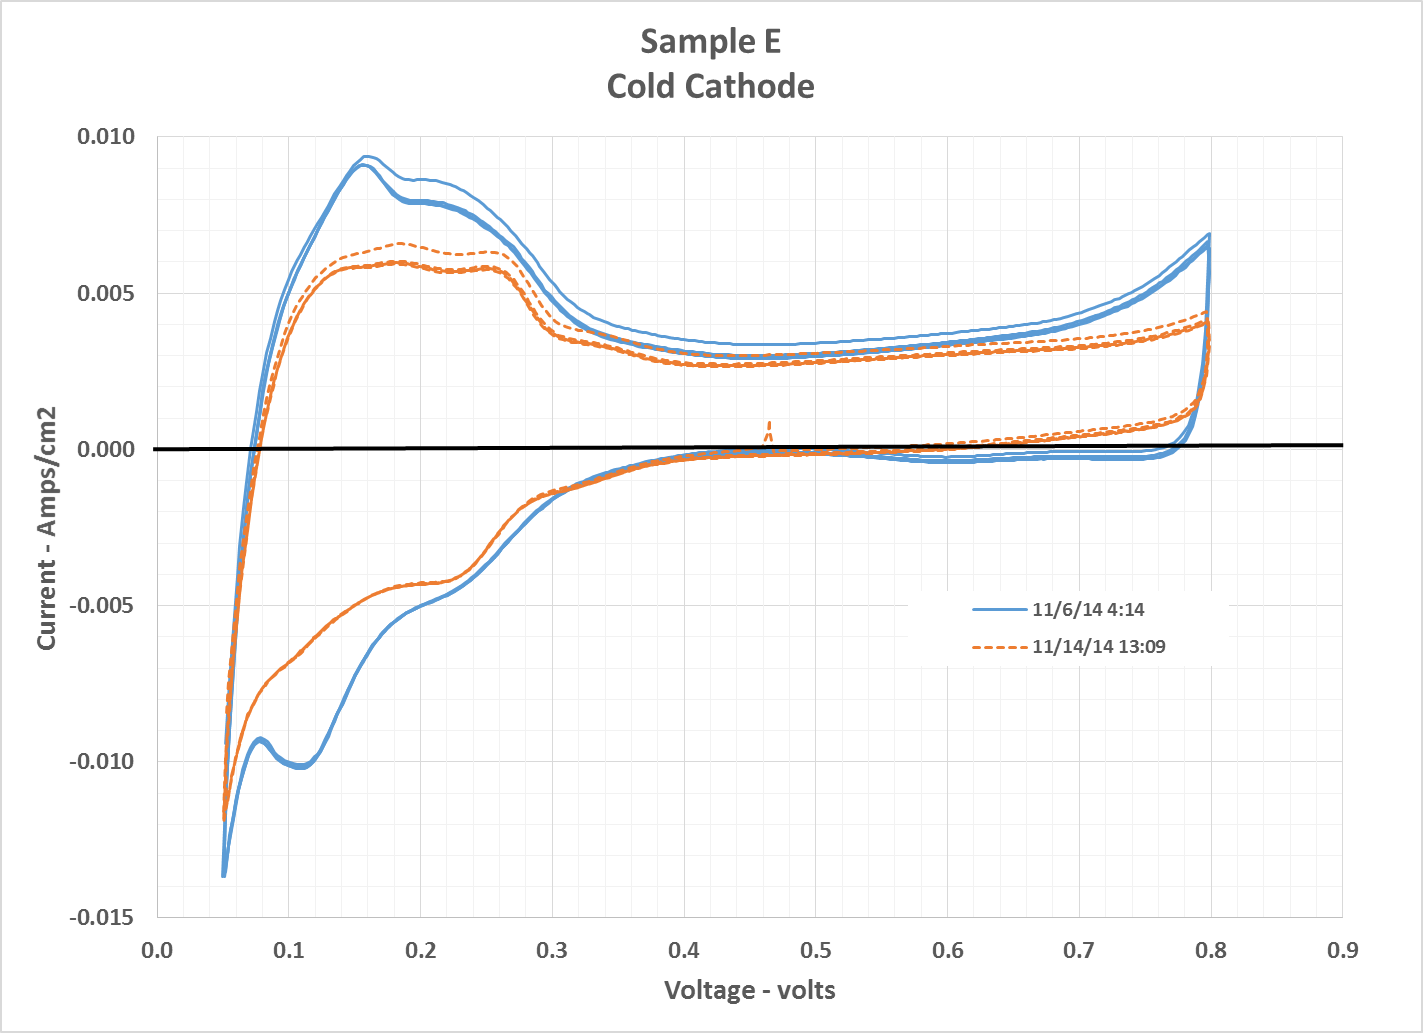 Sample E
Cold Cathode
0.010
0.005
0.000
-0.005
-0.010
-0.015
Current - Amps/cm2
11/6/14 4:14
11/14/14 13:09
0.0 0.1 0.2 0.3 0.4 0.5 0.6 0.7 0.8 0.9
Voltage - volts